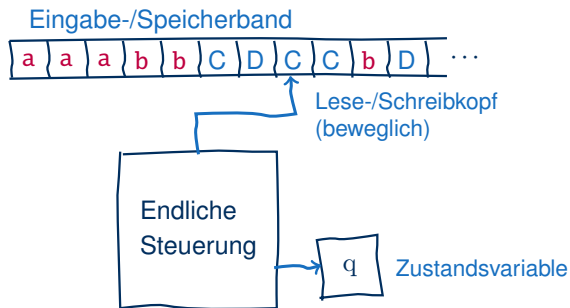 Eingabe-/Speicherband
a a a b b C D C C b D ···
Lese-/Schreibkopf
(beweglich)
Endliche
Steuerung
q
Zustandsvariable